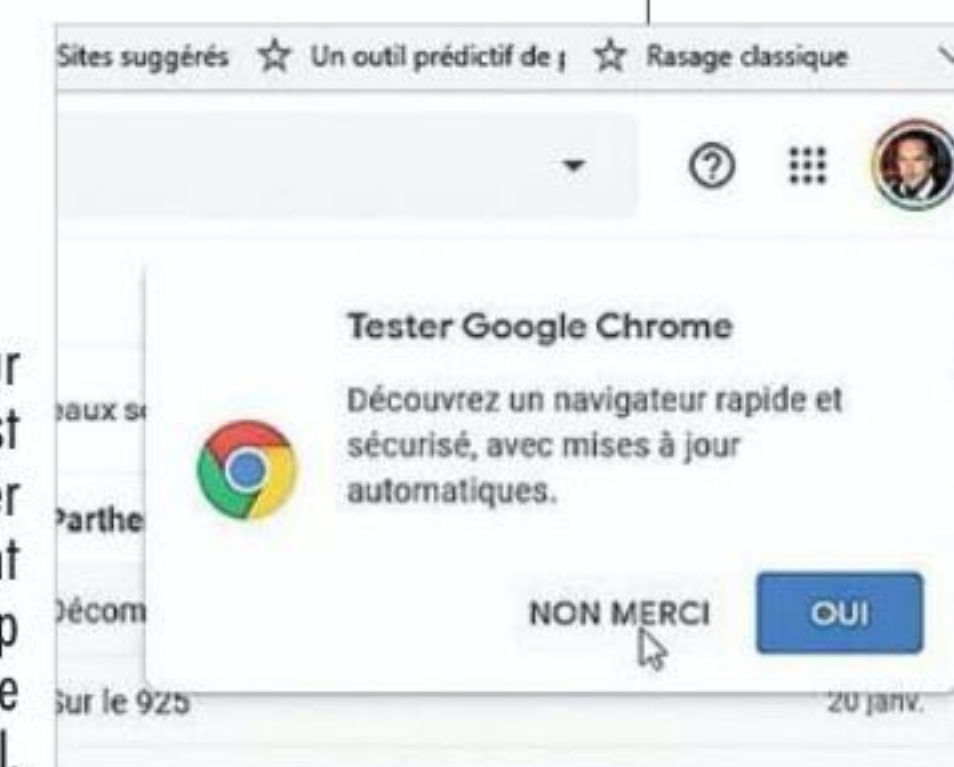 Sites suggérés Un outil prédictif de Rasage classique
Tester Google Chrome
Découvrez un navigateur rapide et
sécurisé, avec mises à jour
automatiques.
NON MERCI OUI
Sur le 925 20 janv.